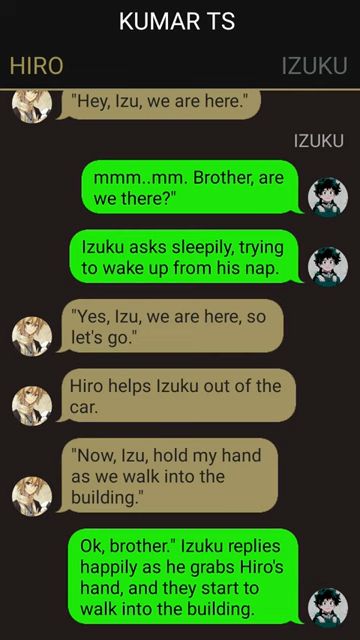 KUMAR TS
HIRO
IZUKU
"Hey, Izu, we are here."
IZUKU
mmm..mm. Brother, are
we there?"
Izuku asks sleepily, trying
to wake up from his nap.
"Yes, Izu, we are here, so
let's go."
Hiro helps Izuku out of the
car.
"Now, Izu, hold my hand
as we walk into the
building."
Ok, brother." Izuku replies
happily as he grabs Hiro's
hand, and they start to
walk into the building.